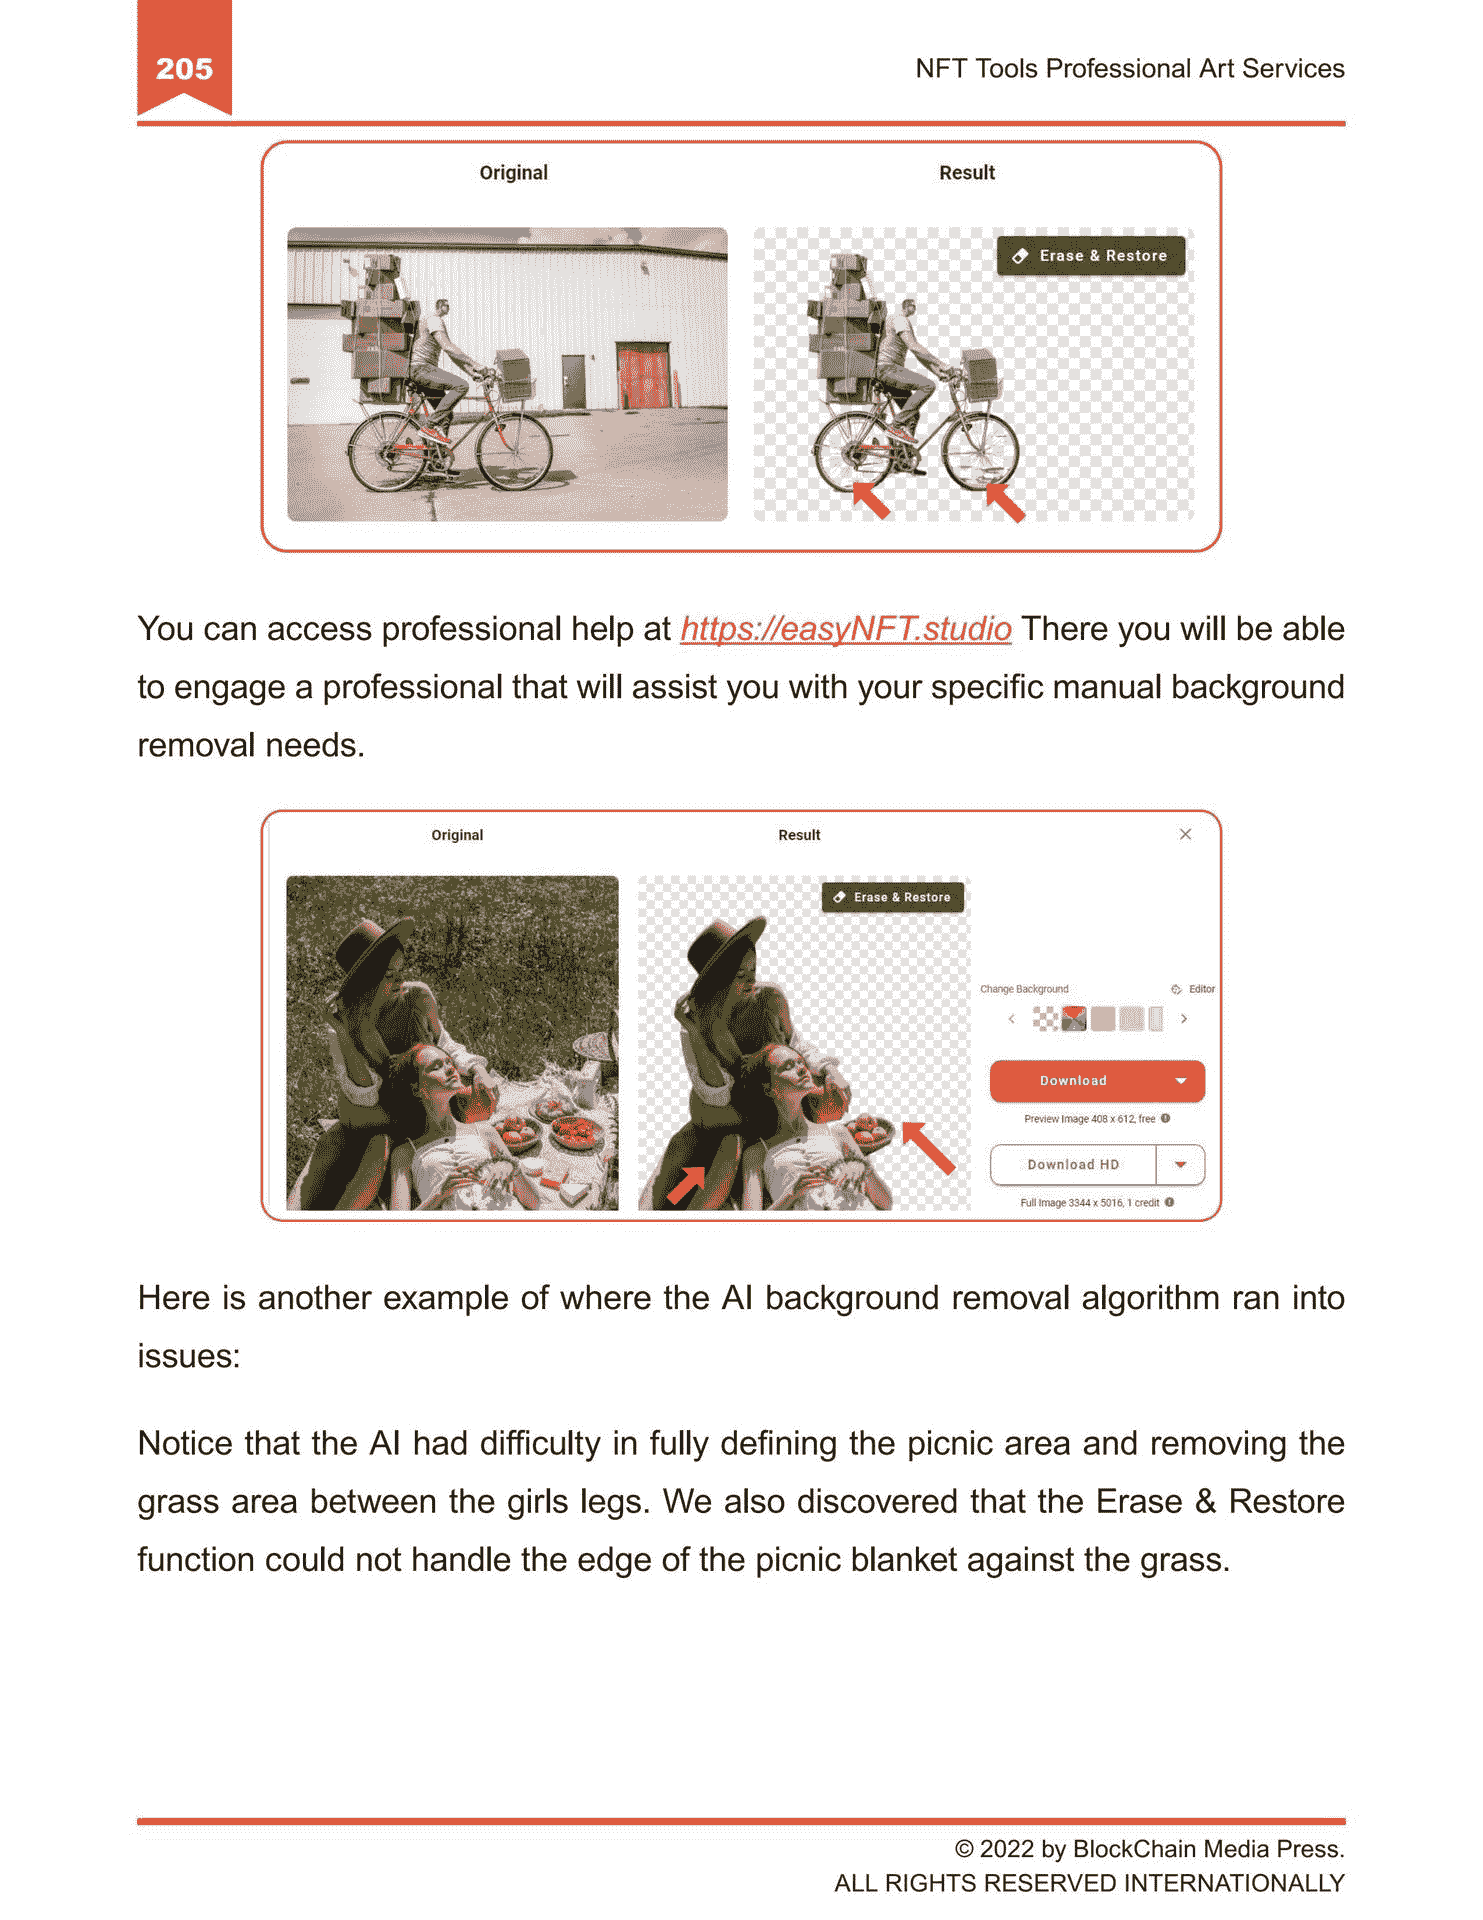 205
NFT Tools Professional Art Services
Original
Result
Erase & Restore
You can access professional help at https://easyNFT.studio There you will be able
to engage a professional that will assist you with your specific manual background
removal needs.
Original
Result
Erase & Restore
Change Background
Editor
Download
Preview Image 408 x 612, free
Download HD
Full Image 3344 x 5016, 1 credit
Here is another example of where the AI background removal algorithm ran into
issues:
Notice that the AI had difficulty in fully defining the picnic area and removing the
grass area between the girls legs. We also discovered that the Erase & Restore
function could not handle the edge of the picnic blanket against the grass.
© 2022 by BlockChain Media Press.
ALL RIGHTS RESERVED INTERNATIONALLY